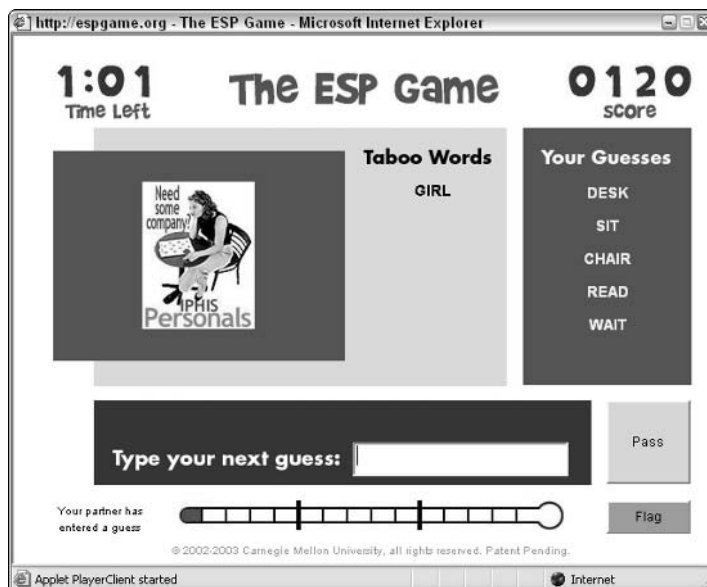 http://espgame.org - The ESP Game - Microsoft Internet Explorer
1:01
Time Left
The ESP Game
0120
score
Need
some
company?
IPHIS
Personals
Taboo Words
GIRL
Your Guesses
DESK
SIT
CHAIR
READ
WAIT
Type your next guess:
Pass
Your partner has
entered a guess
Flag
© 2002-2003 Carnegie Mellon University, all rights reserved. Patent Pending.
Applet PlayerClient started
Internet